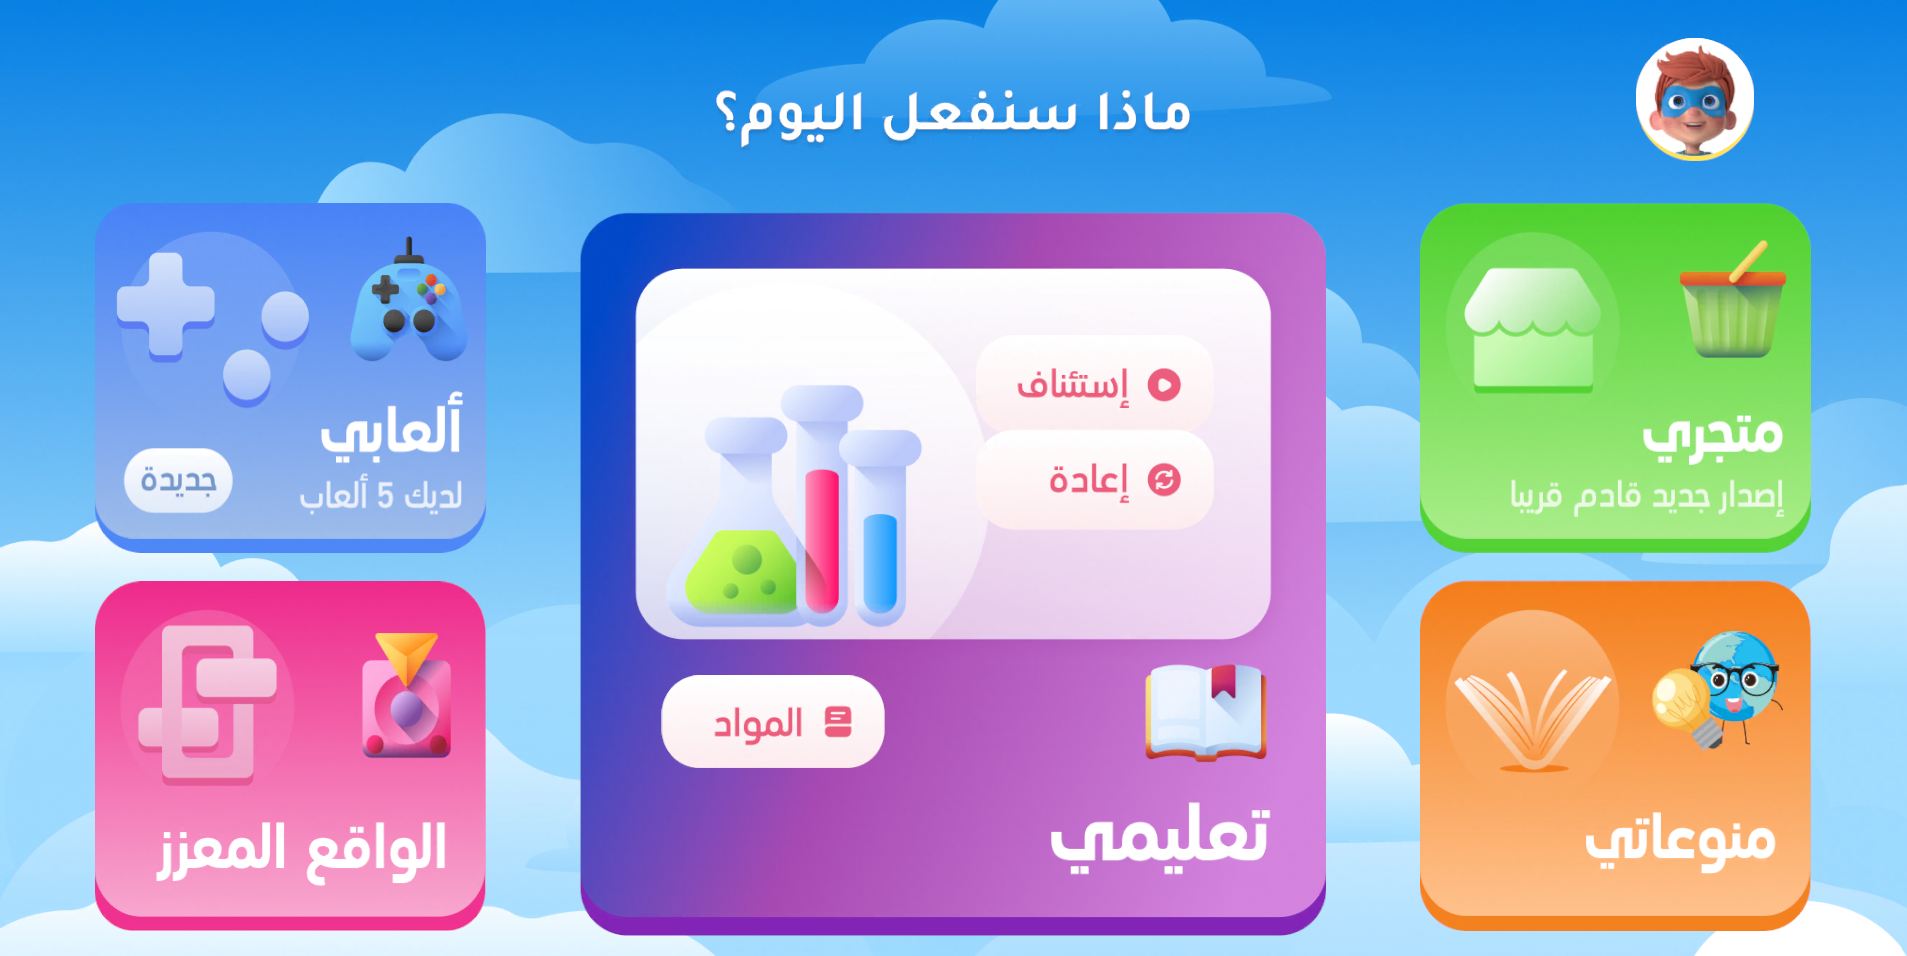 ماذا سنفعل اليوم؟
متجري
إصدار جديد قادم قريبا
منوعاتي
إستئناف
إعادة
المواد
تعليمي
ألعابي
لديك 5 ألعاب
جديدة
الواقع المعزز